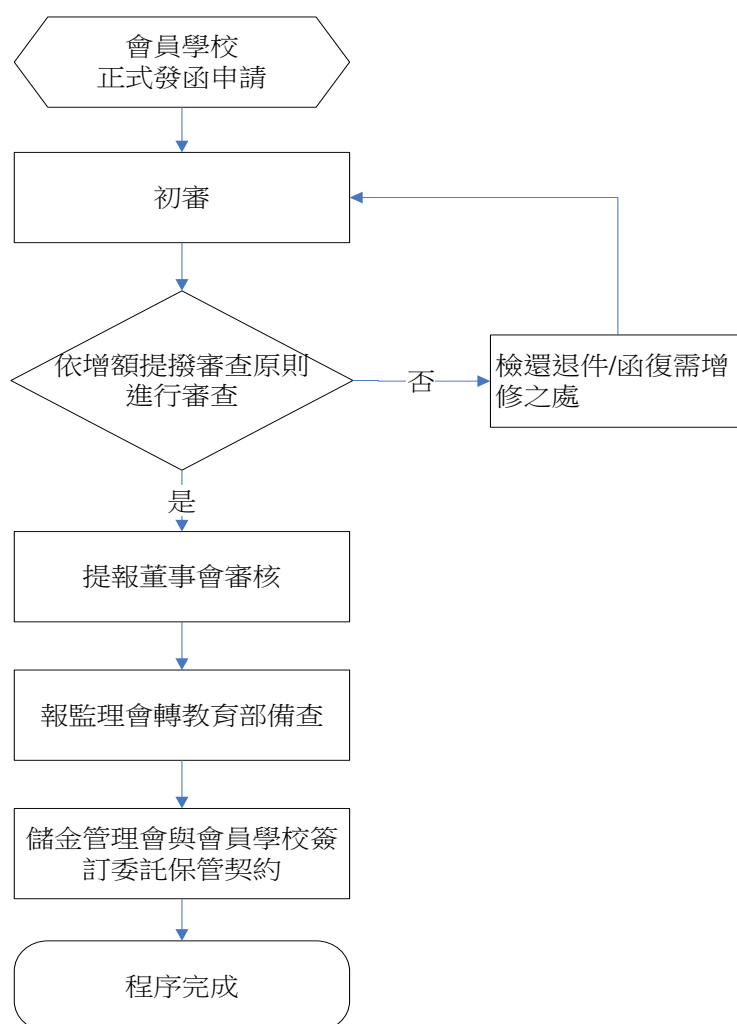 會員學校
正式發函申請
初審
依增額提撥審查原則
進行審查
否
檢還退件/函復需增
修之處
是
提報董事會審核
報監理會轉教育部備查
儲金管理會與會員學校簽
訂委託保管契約
程序完成